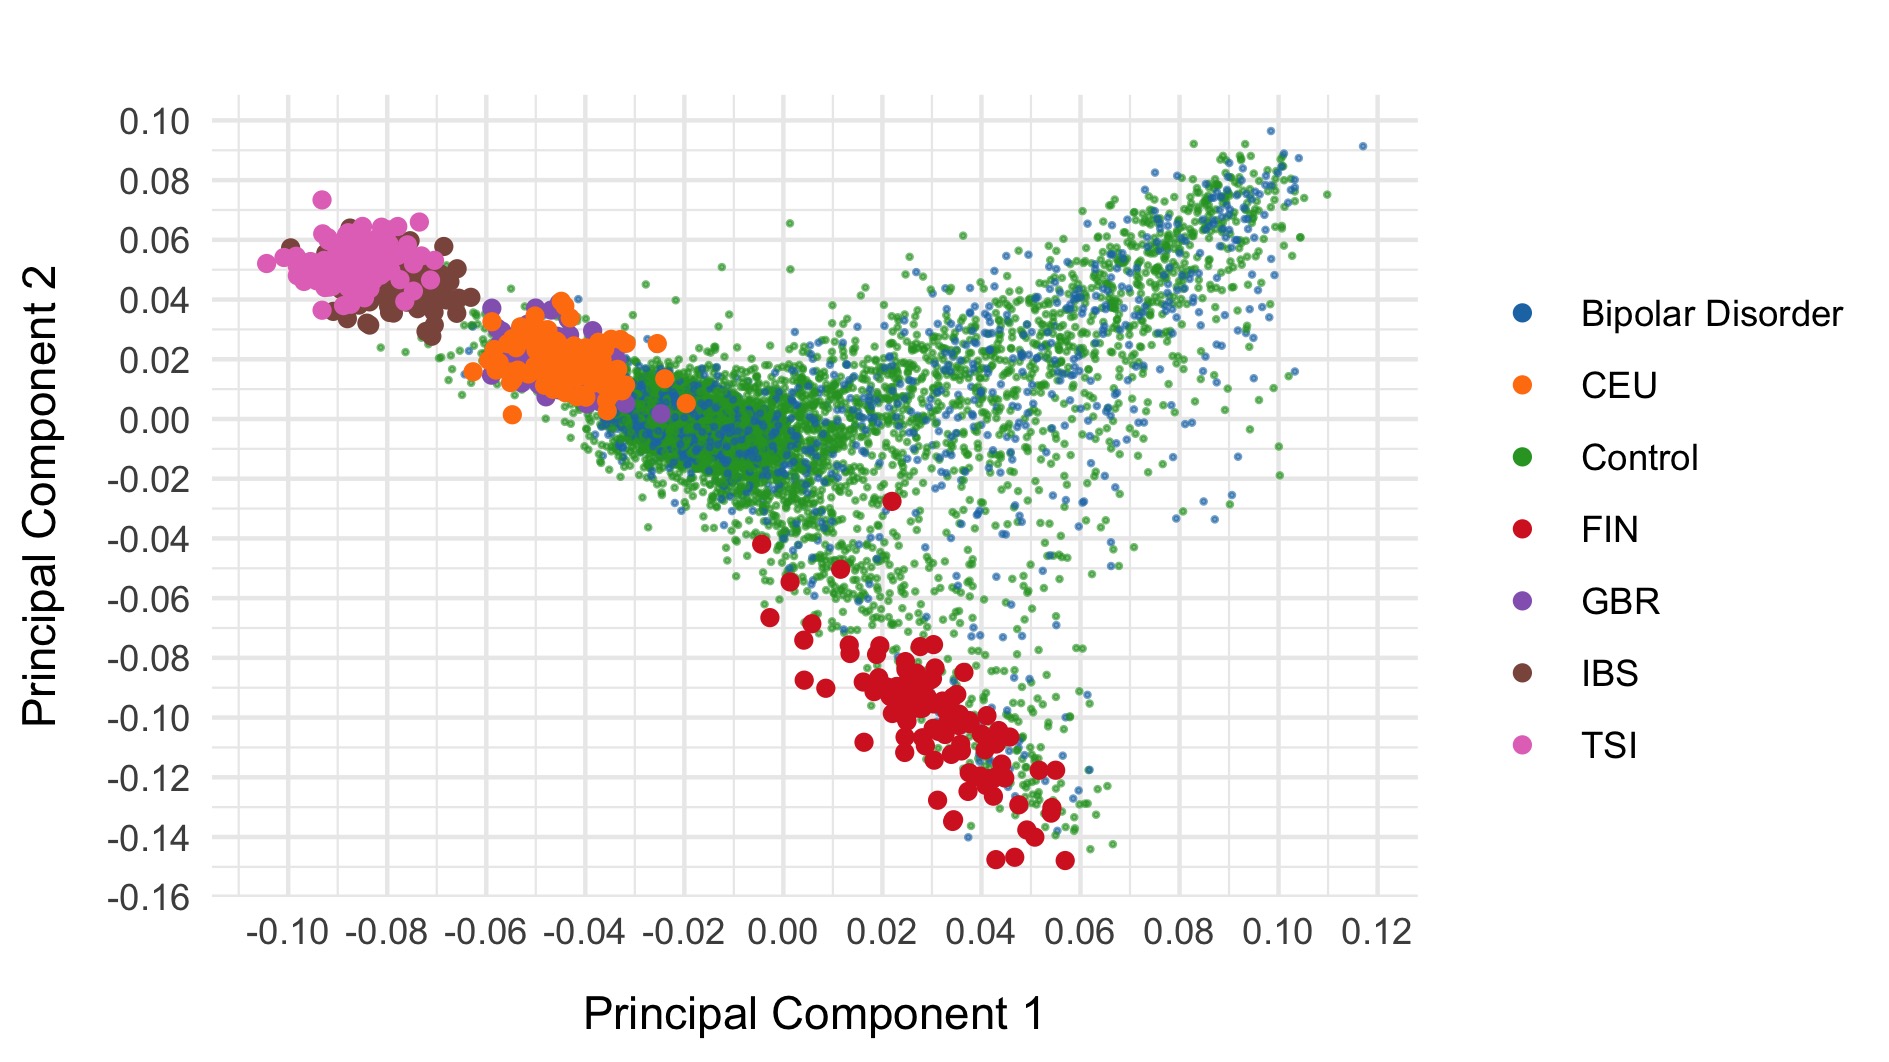 0.10
0.08
0.06
0.04
0.02
0.00
-0.02
-0.04
-0.06
-0.08
-0.10
-0.12
-0.14
-0.16
Principal Component 2
-0.10 -0.08 -0.06 -0.04 -0.02 0.00 0.02 0.04 0.06 0.08 0.10 0.12
Principal Component 1
Bipolar Disorder
CEU
Control
FIN
GBR
IBS
TSI